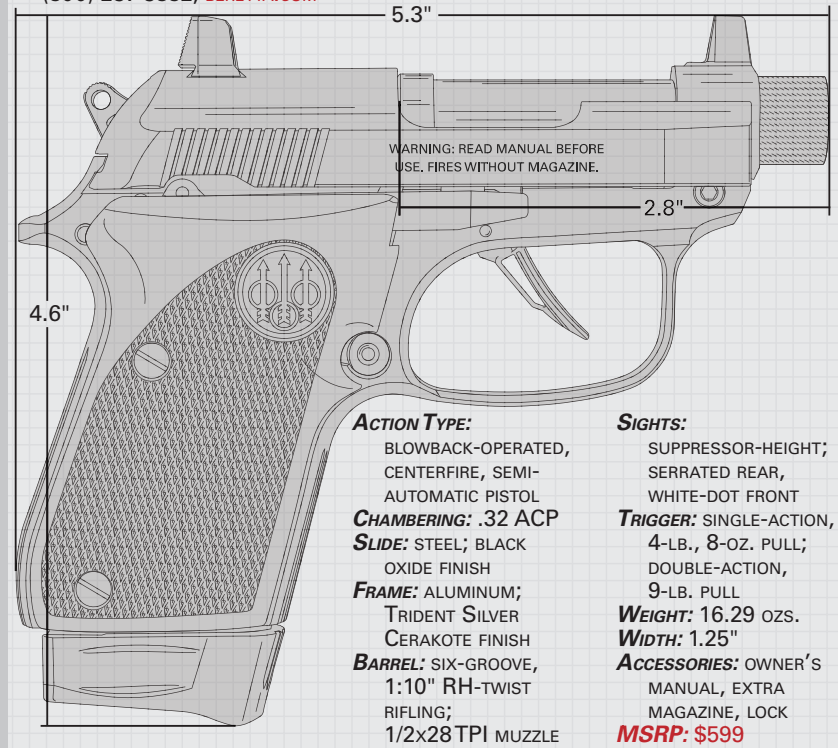 5.3"
WARNING: READ MANUAL BEFORE
USE. FIRES WITHOUT MAGAZINE.
2.8"
4.6"
ACTION TYPE:
BLOWBACK-OPERATED,
CENTERFIRE, SEMI-
AUTOMATIC PISTOL
CHAMBERING: .32 ACP
SLIDE: STEEL; BLACK
OXIDE FINISH
FRAME: ALUMINUM;
TRIDENT SILVER
CERAKOTE FINISH
BARREL: SIX-GROOVE,
1:10" RH-TWIST
RIFLING;
1/2x28 TPI MUZZLE
SIGHTS:
SUPPRESSOR-HEIGHT;
SERRATED REAR,
WHITE-DOT FRONT
TRIGGER: SINGLE-ACTION,
4-LB., 8-OZ. PULL;
DOUBLE-ACTION,
9-LB. PULL
WEIGHT: 16.29 OZS.
WIDTH: 1.25"
ACCESSORIES: OWNER'S
MANUAL, EXTRA
MAGAZINE, LOCK
MSRP: $599